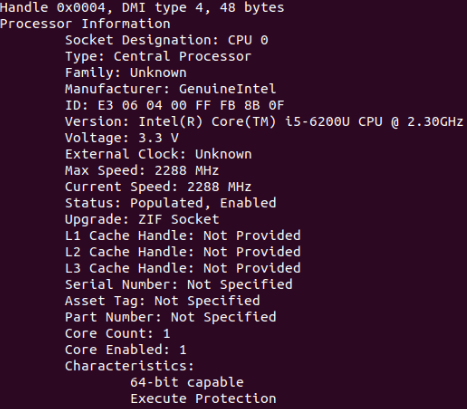 Handle 0x0004, DMI type 4, 48 bytes
Processor Information
Socket Designation: CPU 0
Type: Central Processor
Family: Unknown
Manufacturer: GenuineIntel
ID: E3 06 04 00 FF FB 8B 0F
Version: Intel(R) Core(TM) i5-6200U CPU @ 2.30GHz
Voltage: 3.3 V
External Clock: Unknown
Max Speed: 2288 MHz
Current Speed: 2288 MHz
Status: Populated, Enabled
Upgrade: ZIF Socket
L1 Cache Handle: Not Provided
L2 Cache Handle: Not Provided
L3 Cache Handle: Not Provided
Serial Number: Not Specified
Asset Tag: Not Specified
Part Number: Not Specified
Core Count: 1
Core Enabled: 1
Characteristics:
64-bit capable
Execute Protection